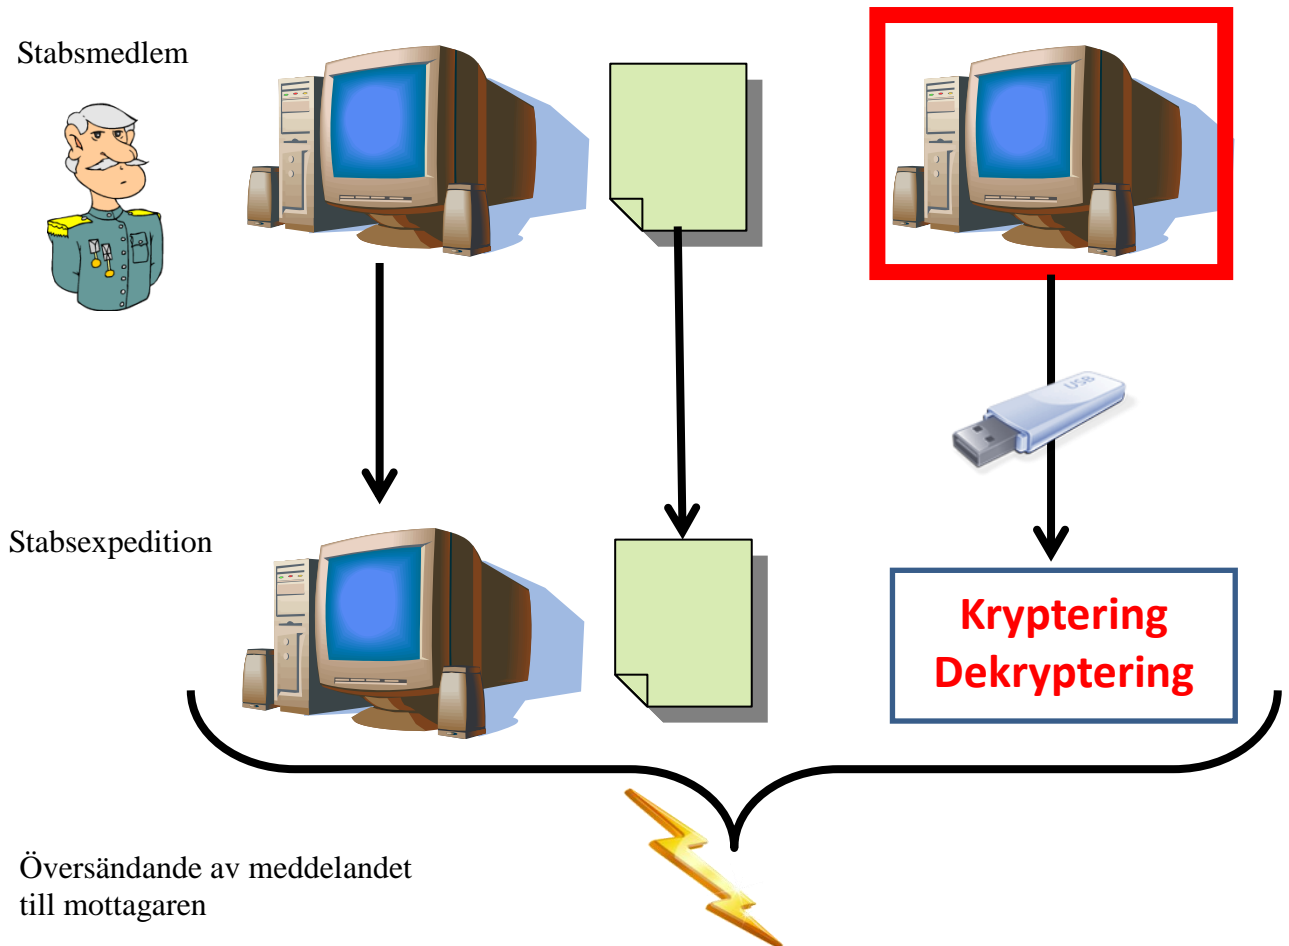 Stabsmedlem
USB
Stabsexpedition
Kryptering
Dekryptering
Översändande av meddelandet
till mottagaren